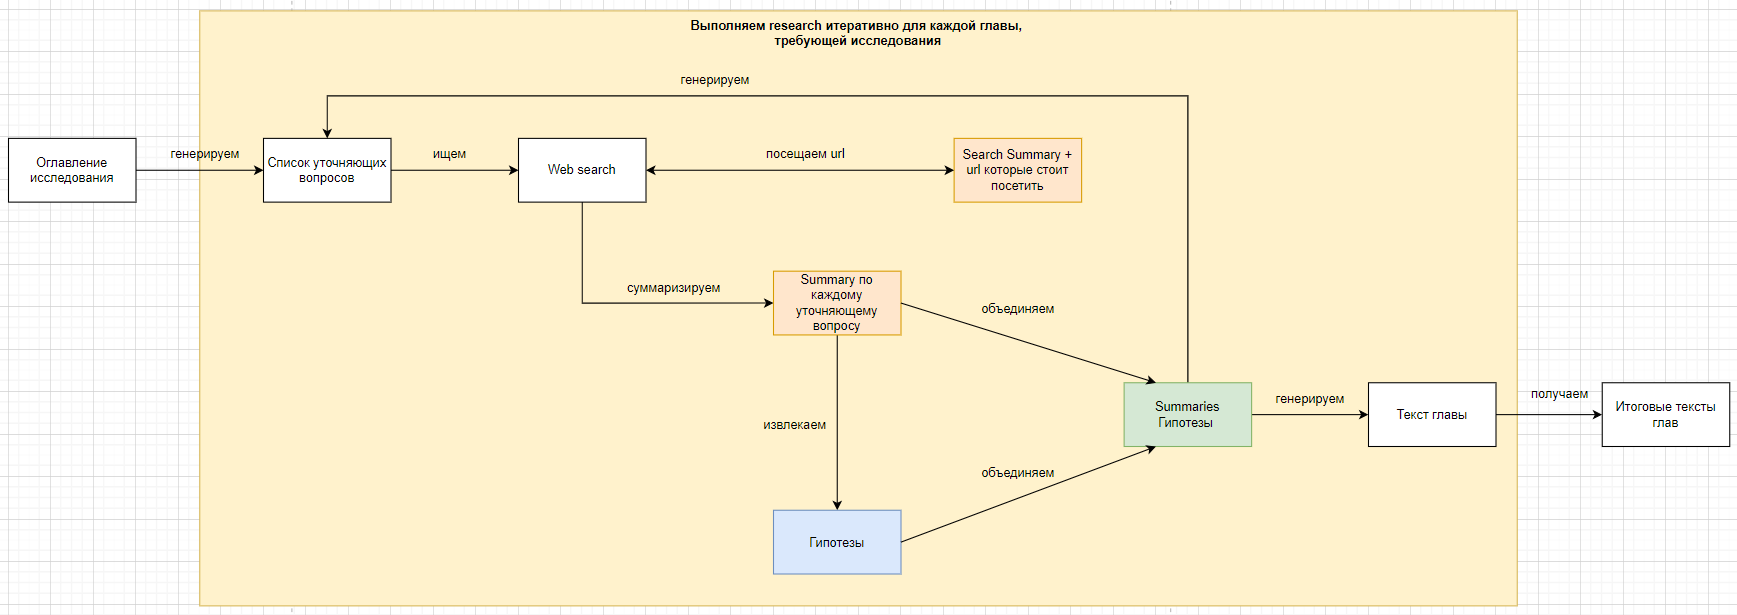 Выполняем research итеративно для каждой главы,
требующей исследования
генерируем
Оглавление
исследования
генерируем
Список уточняющих
вопросов
ищем
Web search
посещаем url
Search Summary +
url которые стоит
посетить
суммаризируем
Summary по
каждому
уточняющему
вопросу
объединяем
извлекаем
Summaries
Гипотезы
генерируем
Текст главы
получаем
Итоговые тексты
глав
объединяем
Гипотезы